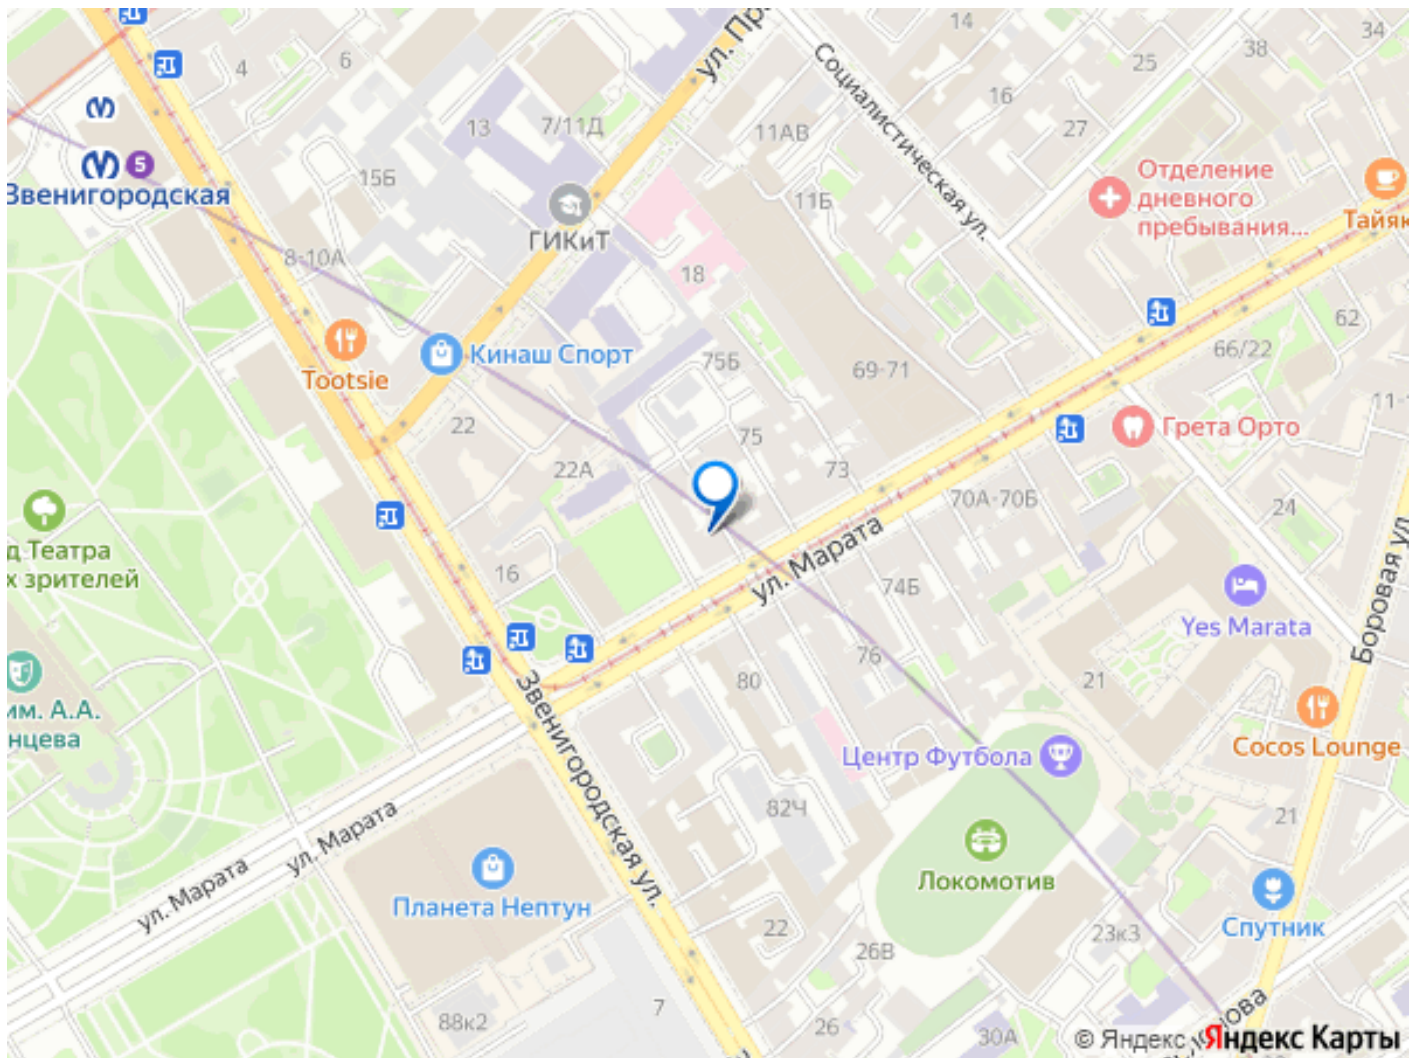 14
34
38
4
6
25
ул. Пра
Социалистическая ул.
16
13
7/11Д
11АВ
27
5
Звенигородская
15Б
Отделение
дневного
пребывания...
11Б
Тайяк
ГИКиТ
8-10А
18
62
66/22
Кинаш Спорт
75Б
69-71
Tootsie
11-1
22
75
Грета Орто
22А
73
70А-70Б
24
д Театра
х зрителей
16
ул. Марата
74Б
Боровая ул.
Yes Marata
76
80
21
им. А.А.
нцева
Звенигородская ул.
Центр Футбола
Cocos Lounge
82Ч
21
ул. Марата
ул. Марата
Локомотив
Планета Нептун
22
26В
23к3
Спутник
7
88к2
26
30А
ова
© Яндекс Яндекс Карты